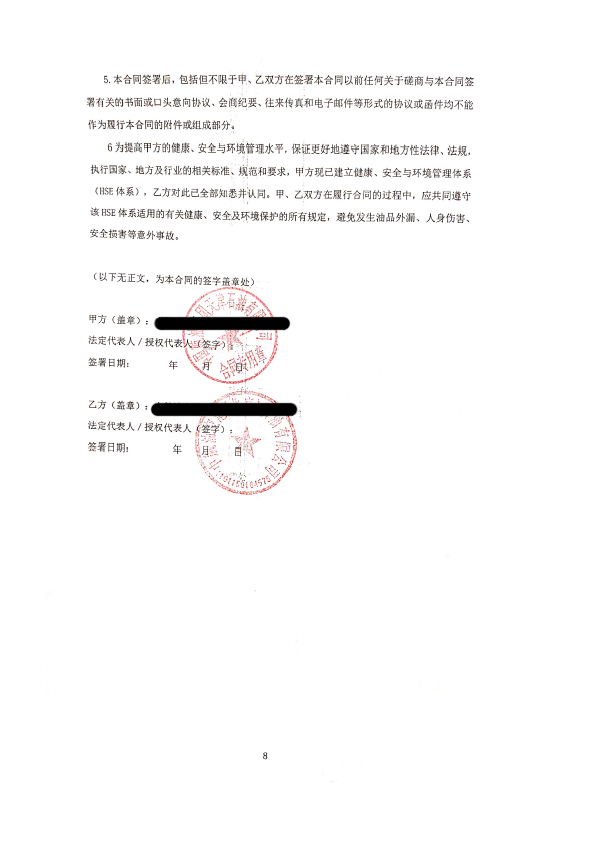 5.本合同签署后，包括但不限于甲、乙双方在签署本合同以前任何关于磋商与本合同签
署有关的书面或口头意向协议、会商纪要、往来传真和电子邮件等形式的协议或函件均不能
作为履行本合同的附件或组成部分。
6 为提高甲方的健康、安全与环境管理水平，保证更好地遵守国家和地方性法律、法规，
执行国家、地方及行业的相关标准、规范和要求，甲方现已建立健康、安全与环境管理体系
（HSE 体系），乙方对此已全部知悉并认同。甲、乙双方在履行合同的过程中，应共同遵守
该 HSE 体系适用的有关健康、安全及环境保护的所有规定，避免发生油品外漏、人身伤害、
安全损害等意外事故。
（以下无正文，为本合同的签字盖章处）
甲方（盖章）：
法定代表人/授权代表人（签字）：
签署日期： 年 月 日
合同专用章
乙方（盖章）：
法定代表人/授权代表人（签字）：
签署日期： 年 月 日
8